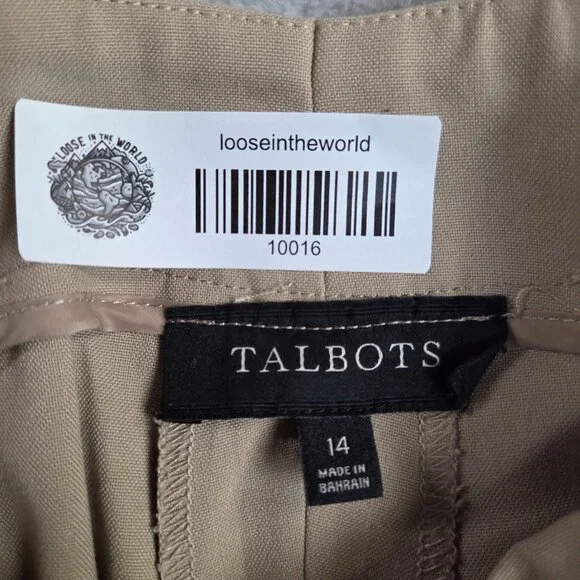 LOOSE IN THE WORLD
looseintheworld
10016
TALBOTS
14
MADE IN
BAHRAIN